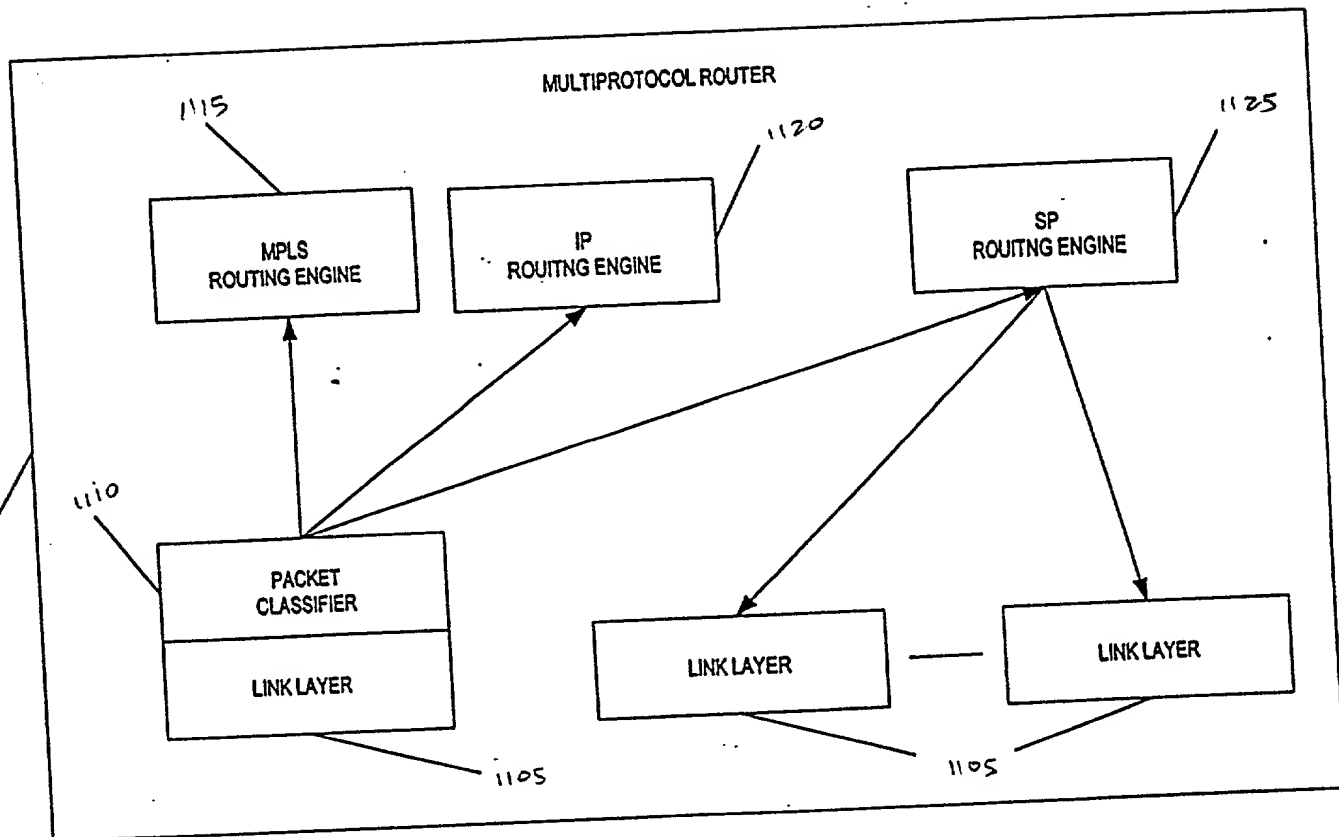 MULTIPROTOCOL ROUTER
1115
1120
1125
MPLS
ROUTING ENGINE
IP
ROUITNG ENGINE
SP
ROUITNG ENGINE
1110
PACKET
CLASSIFIER
LINK LAYER
LINK LAYER
LINK LAYER
1105
1105